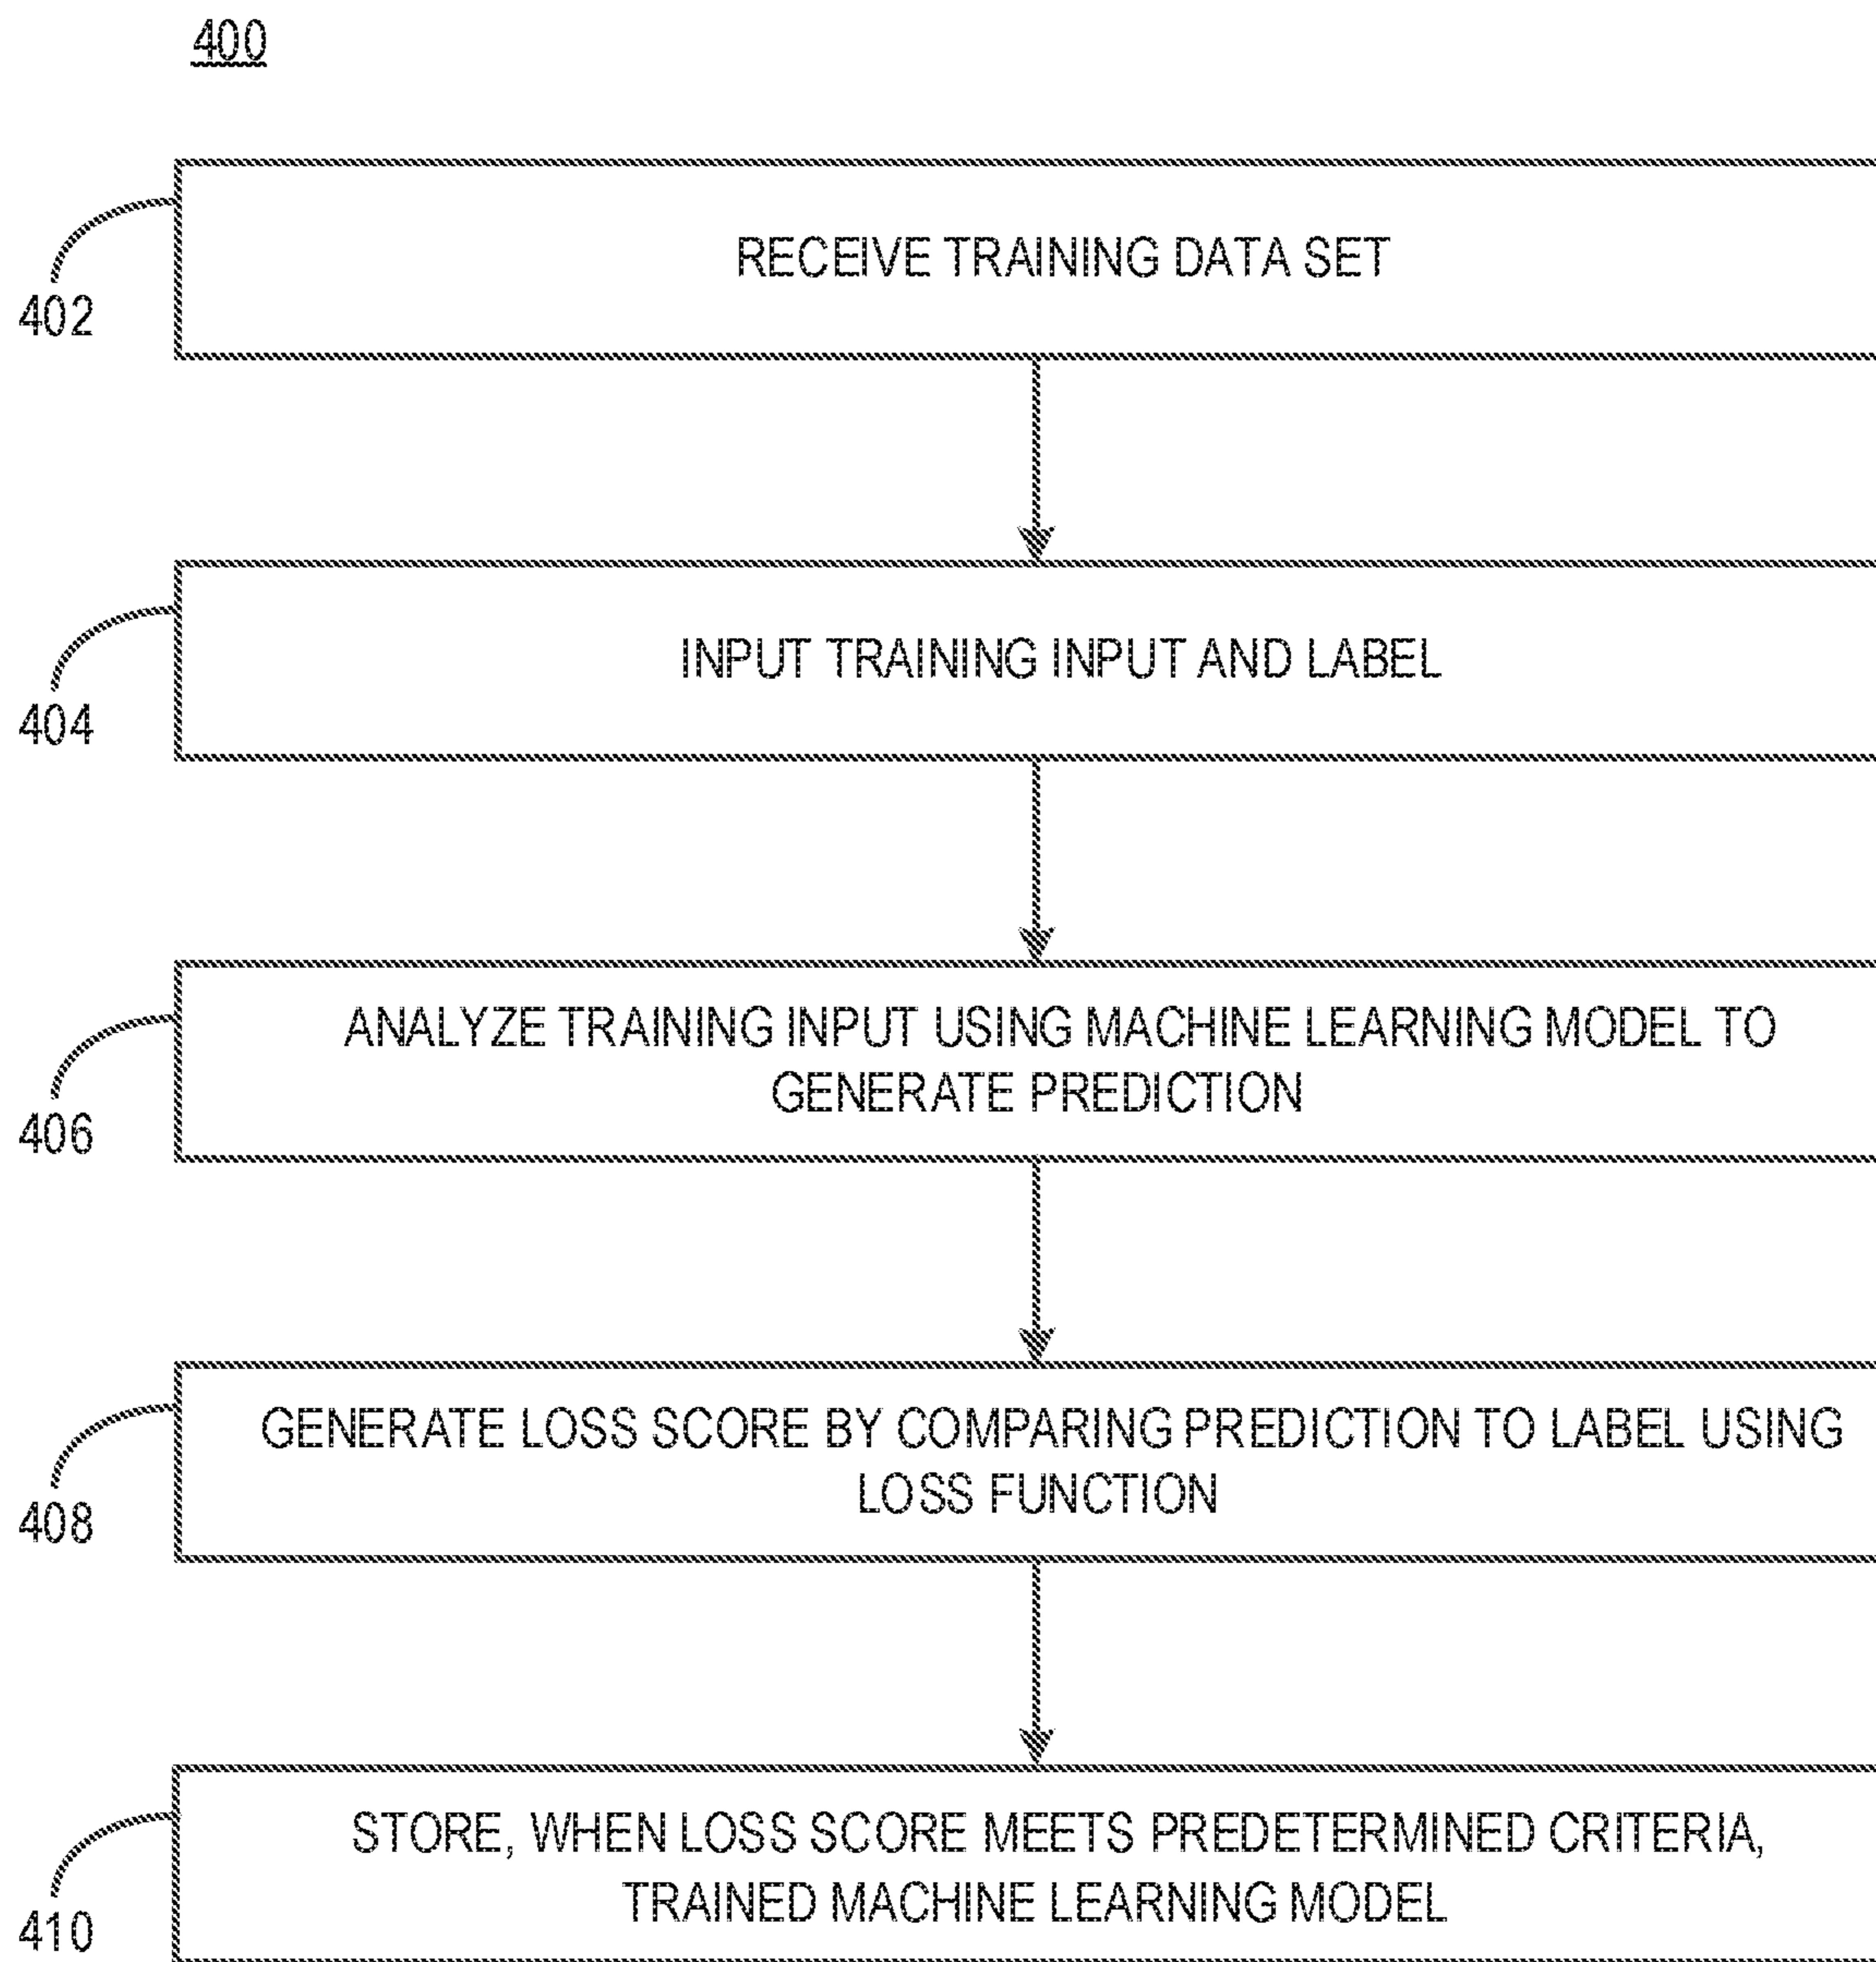 400
RECEIVE TRAINING DATA SET
402
INPUT TRAINING INPUT AND LABEL
404
ANALYZE TRAINING INPUT USING MACHINE LEARNING MODEL TO
GENERATE PREDICTION
406
GENERATE LOSS SCORE BY COMPARING PREDICTION TO LABEL USING
LOSS FUNCTION
408
STORE, WHEN LOSS SCORE MEETS PREDETERMINED CRITERIA,
TRAINED MACHINE LEARNING MODEL
410